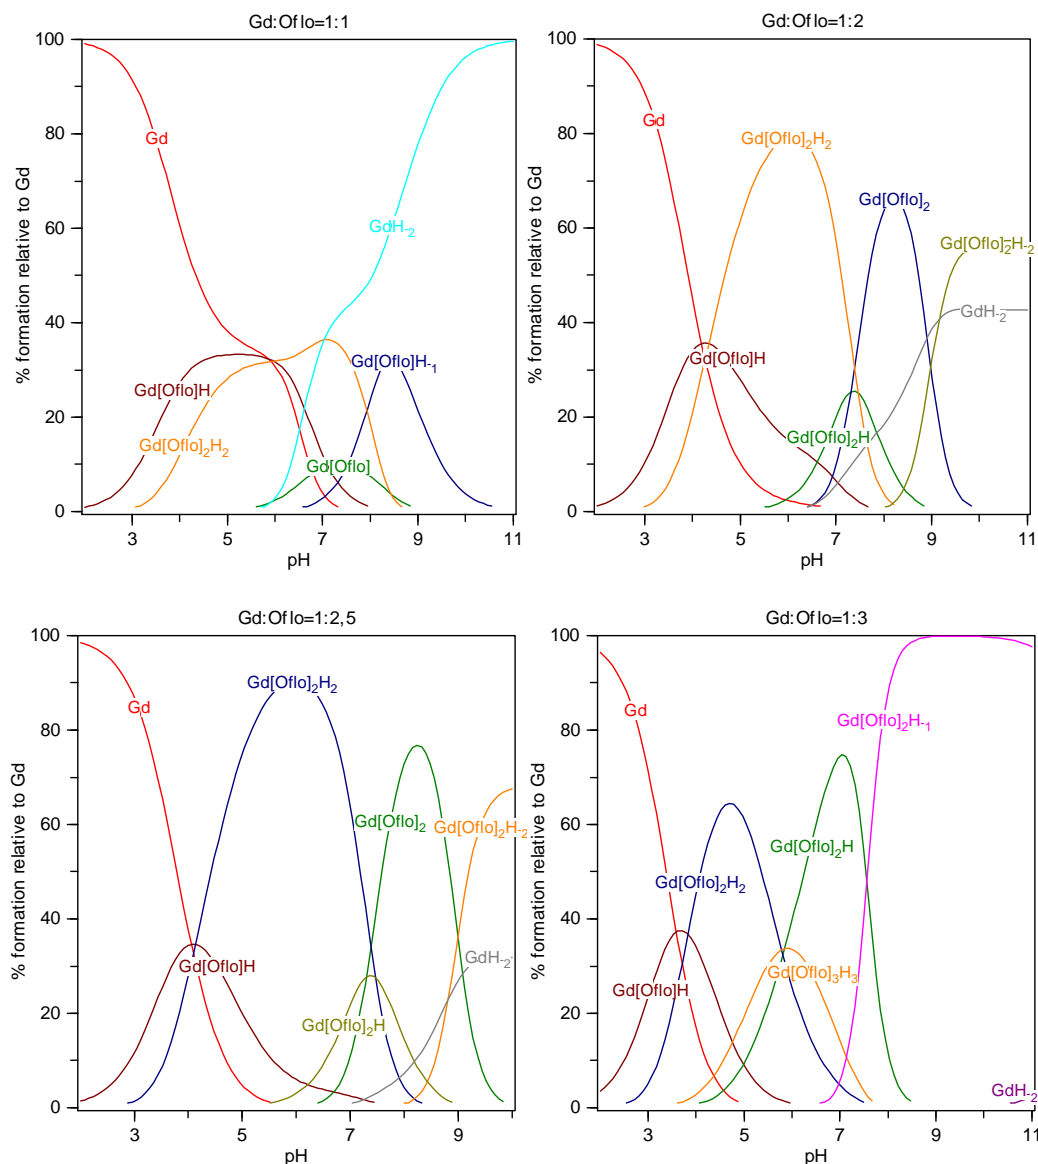 Gd:Oflo=1:1
% formation relative to Gd
100
80
60
40
20
0
3
5
7
9
11
pH
Gd
GdH-2
Gd[Oflo]H
Gd[Oflo]H-1
Gd[Oflo]2H2
Gd[Oflo]
Gd:Oflo=1:2
% formation relative to Gd
100
80
60
40
20
0
3
5
7
9
11
pH
Gd
Gd[Oflo]2H2
Gd[Oflo]2
Gd[Oflo]2H-2
GdH-2
Gd[Oflo]H
Gd[Oflo]2H
Gd:Oflo=1:2,5
% formation relative to Gd
100
80
60
40
20
0
3
5
7
9
pH
Gd[Oflo]2H2
Gd
Gd[Oflo]2
Gd[Oflo]2H-2
Gd[Oflo]H
GdH-2
Gd[Oflo]2H
Gd:Oflo=1:3
% formation relative to Gd
100
80
60
40
20
0
3
5
7
9
11
pH
Gd
Gd[Oflo]2H-1
Gd[Oflo]2H
Gd[Oflo]2H2
Gd[Oflo]3H3
Gd[Oflo]H
GdH-2